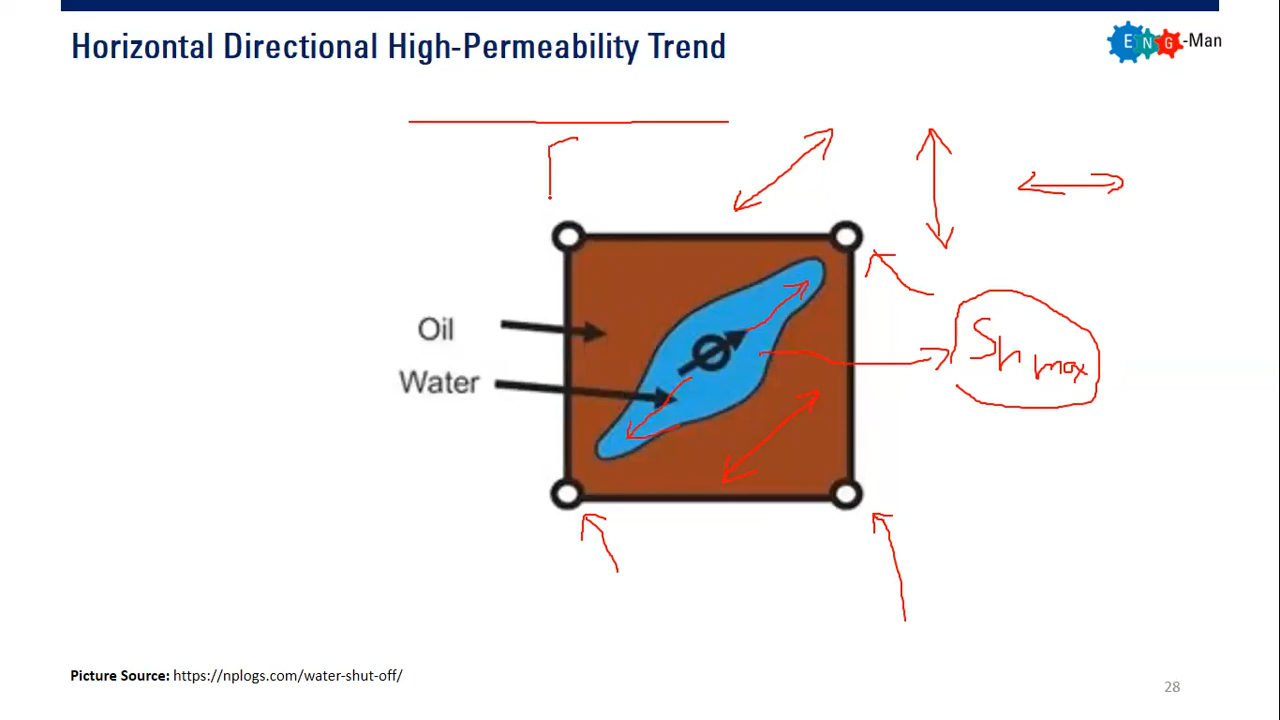 Horizontal Directional High-Permeability Trend
ENG-Man
Oil
Water
SH max
Picture Source: https://nplogs.com/water-shut-off/
28